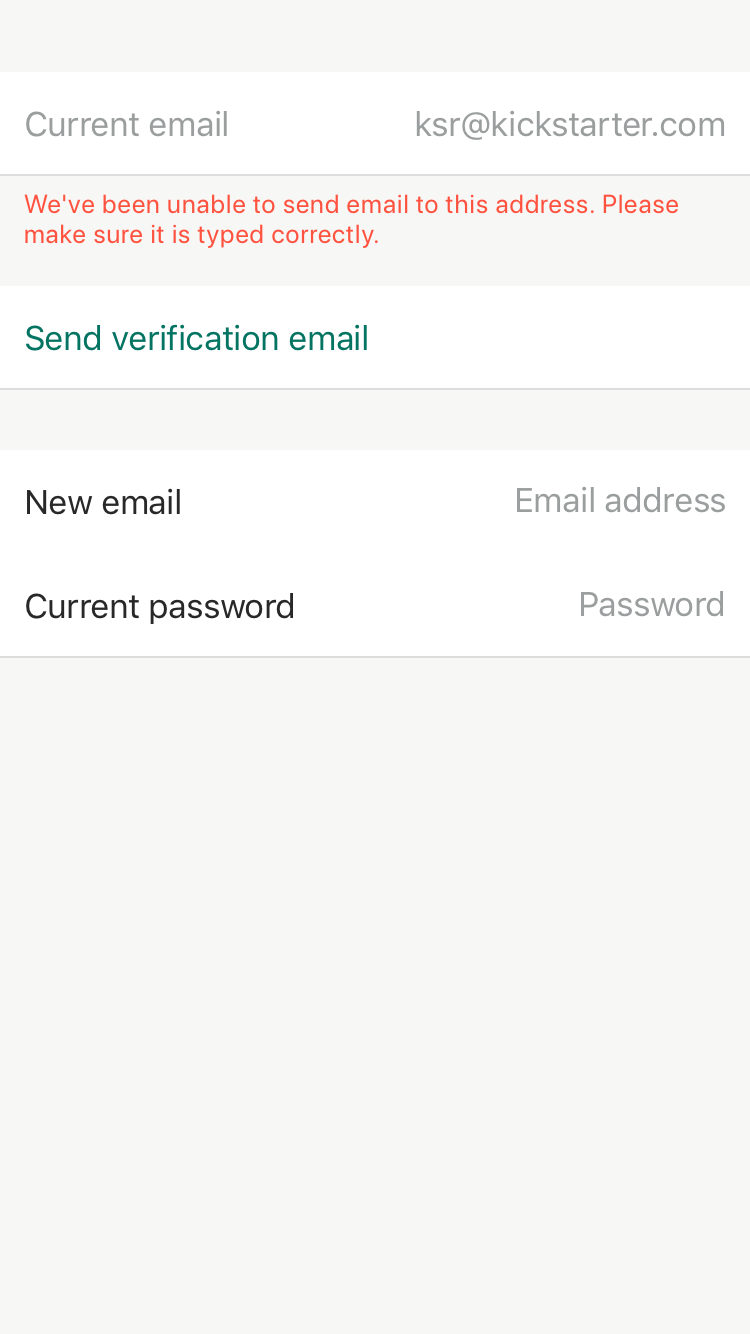 Current email ksr@kickstarter.com
We've been unable to send email to this address. Please
make sure it is typed correctly.
Send verification email
New email Email address
Current password Password